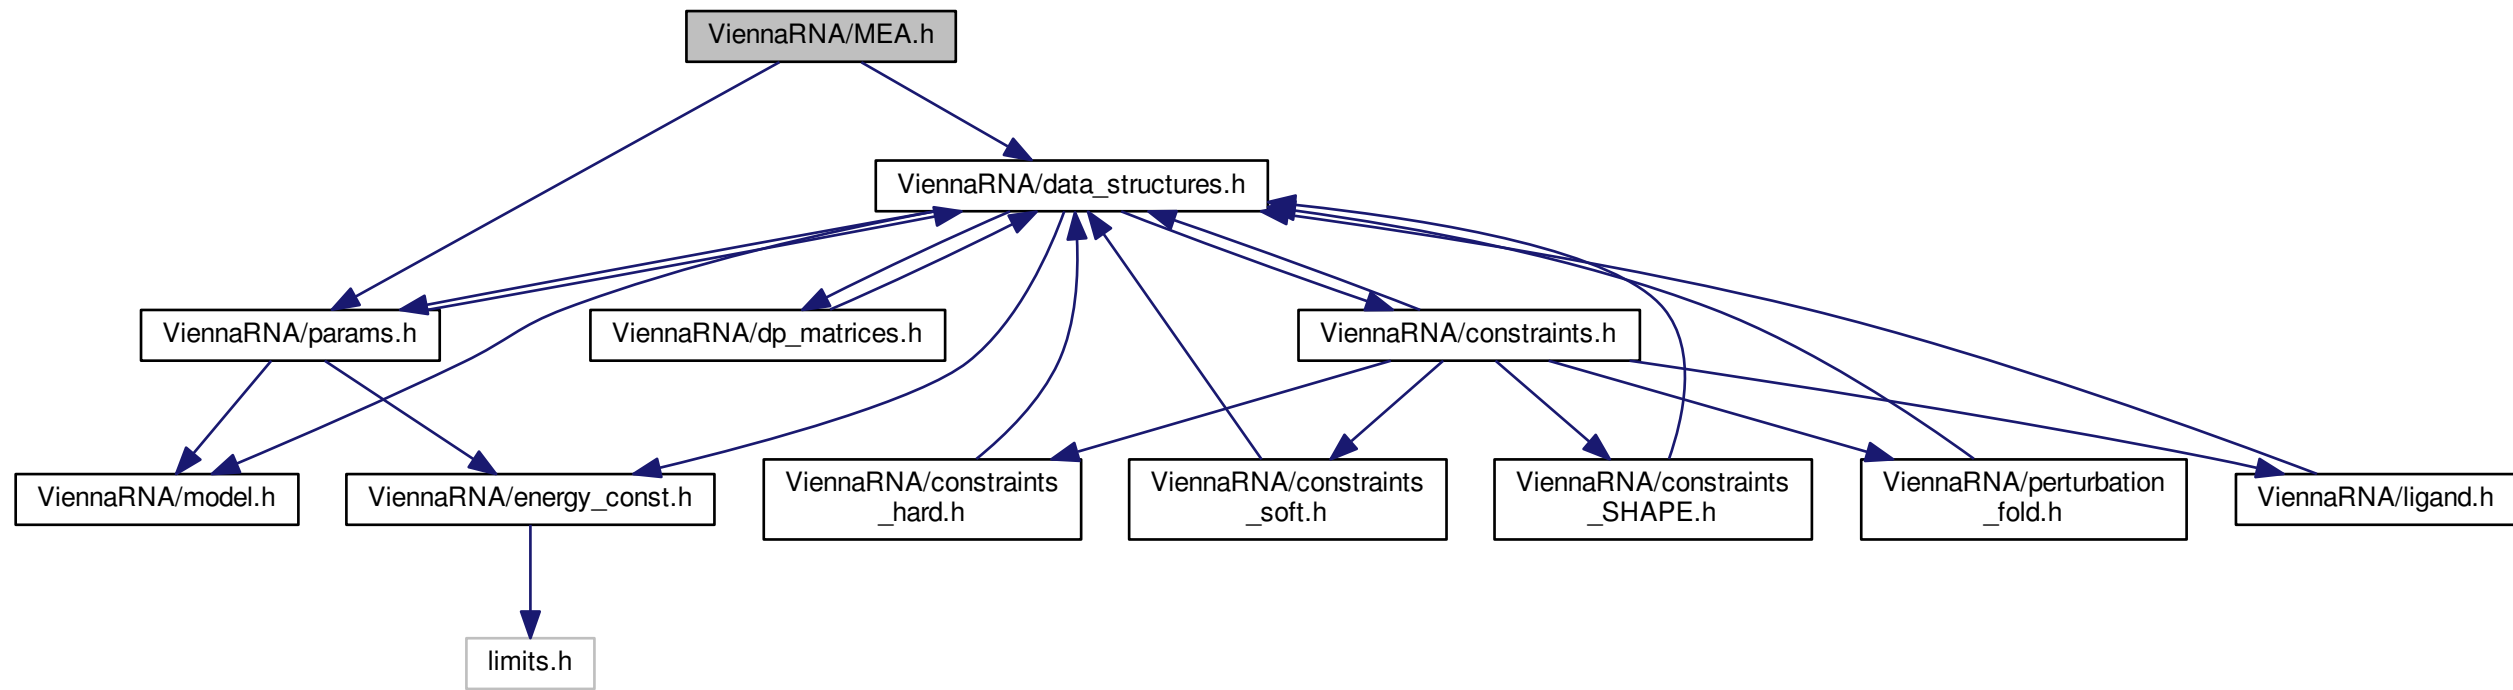 ViennaRNA/MEA.h
ViennaRNA/data_structures.h
ViennaRNA/params.h
ViennaRNA/dp_matrices.h
ViennaRNA/constraints.h
ViennaRNA/model.h
ViennaRNA/energy_const.h
ViennaRNA/constraints
_hard.h
ViennaRNA/constraints
_soft.h
ViennaRNA/constraints
_SHAPE.h
ViennaRNA/perturbation
_fold.h
ViennaRNA/ligand.h
limits.h